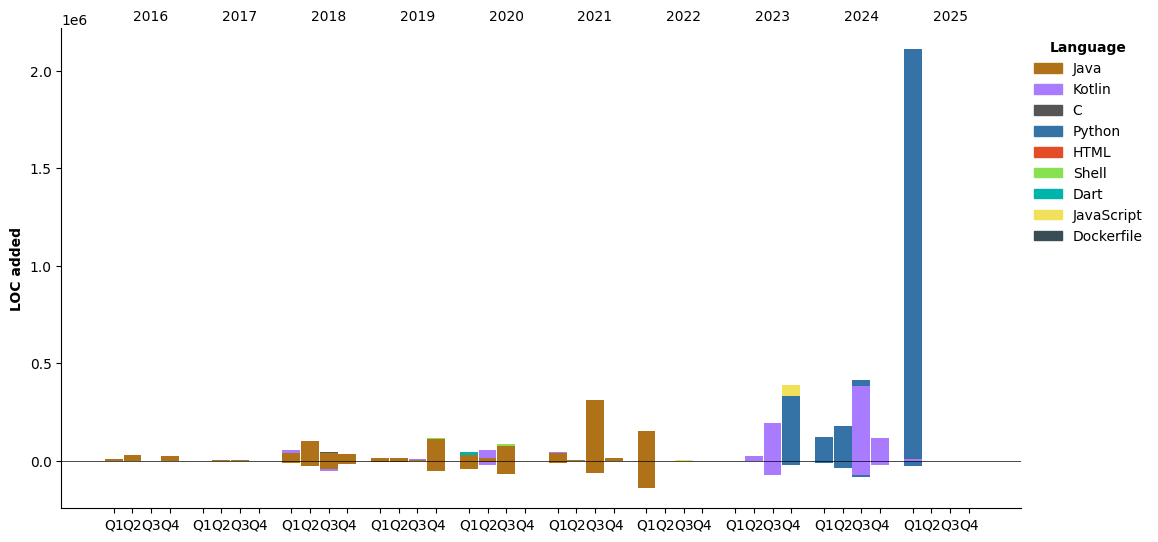 2016 2017 2018 2019 2020 2021 2022 2023 2024 2025
1e6
2.0
1.5
1.0
0.5
0.0
LOC added
Q1Q2Q3Q4 Q1Q2Q3Q4 Q1Q2Q3Q4 Q1Q2Q3Q4 Q1Q2Q3Q4 Q1Q2Q3Q4 Q1Q2Q3Q4 Q1Q2Q3Q4 Q1Q2Q3Q4 Q1Q2Q3Q4
Language
Java
Kotlin
C
Python
HTML
Shell
Dart
JavaScript
Dockerfile